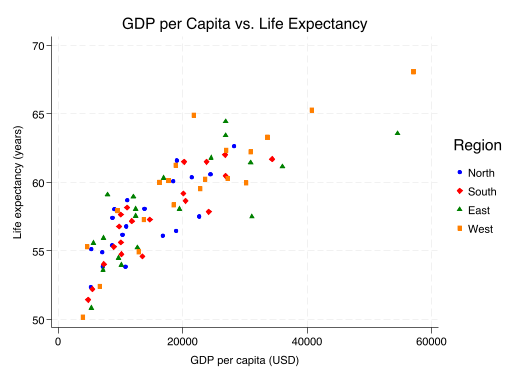 GDP per Capita vs. Life Expectancy
70
65
60
55
50
Life expectancy (years)
0
20000
40000
60000
GDP per capita (USD)
Region
North
South
East
West